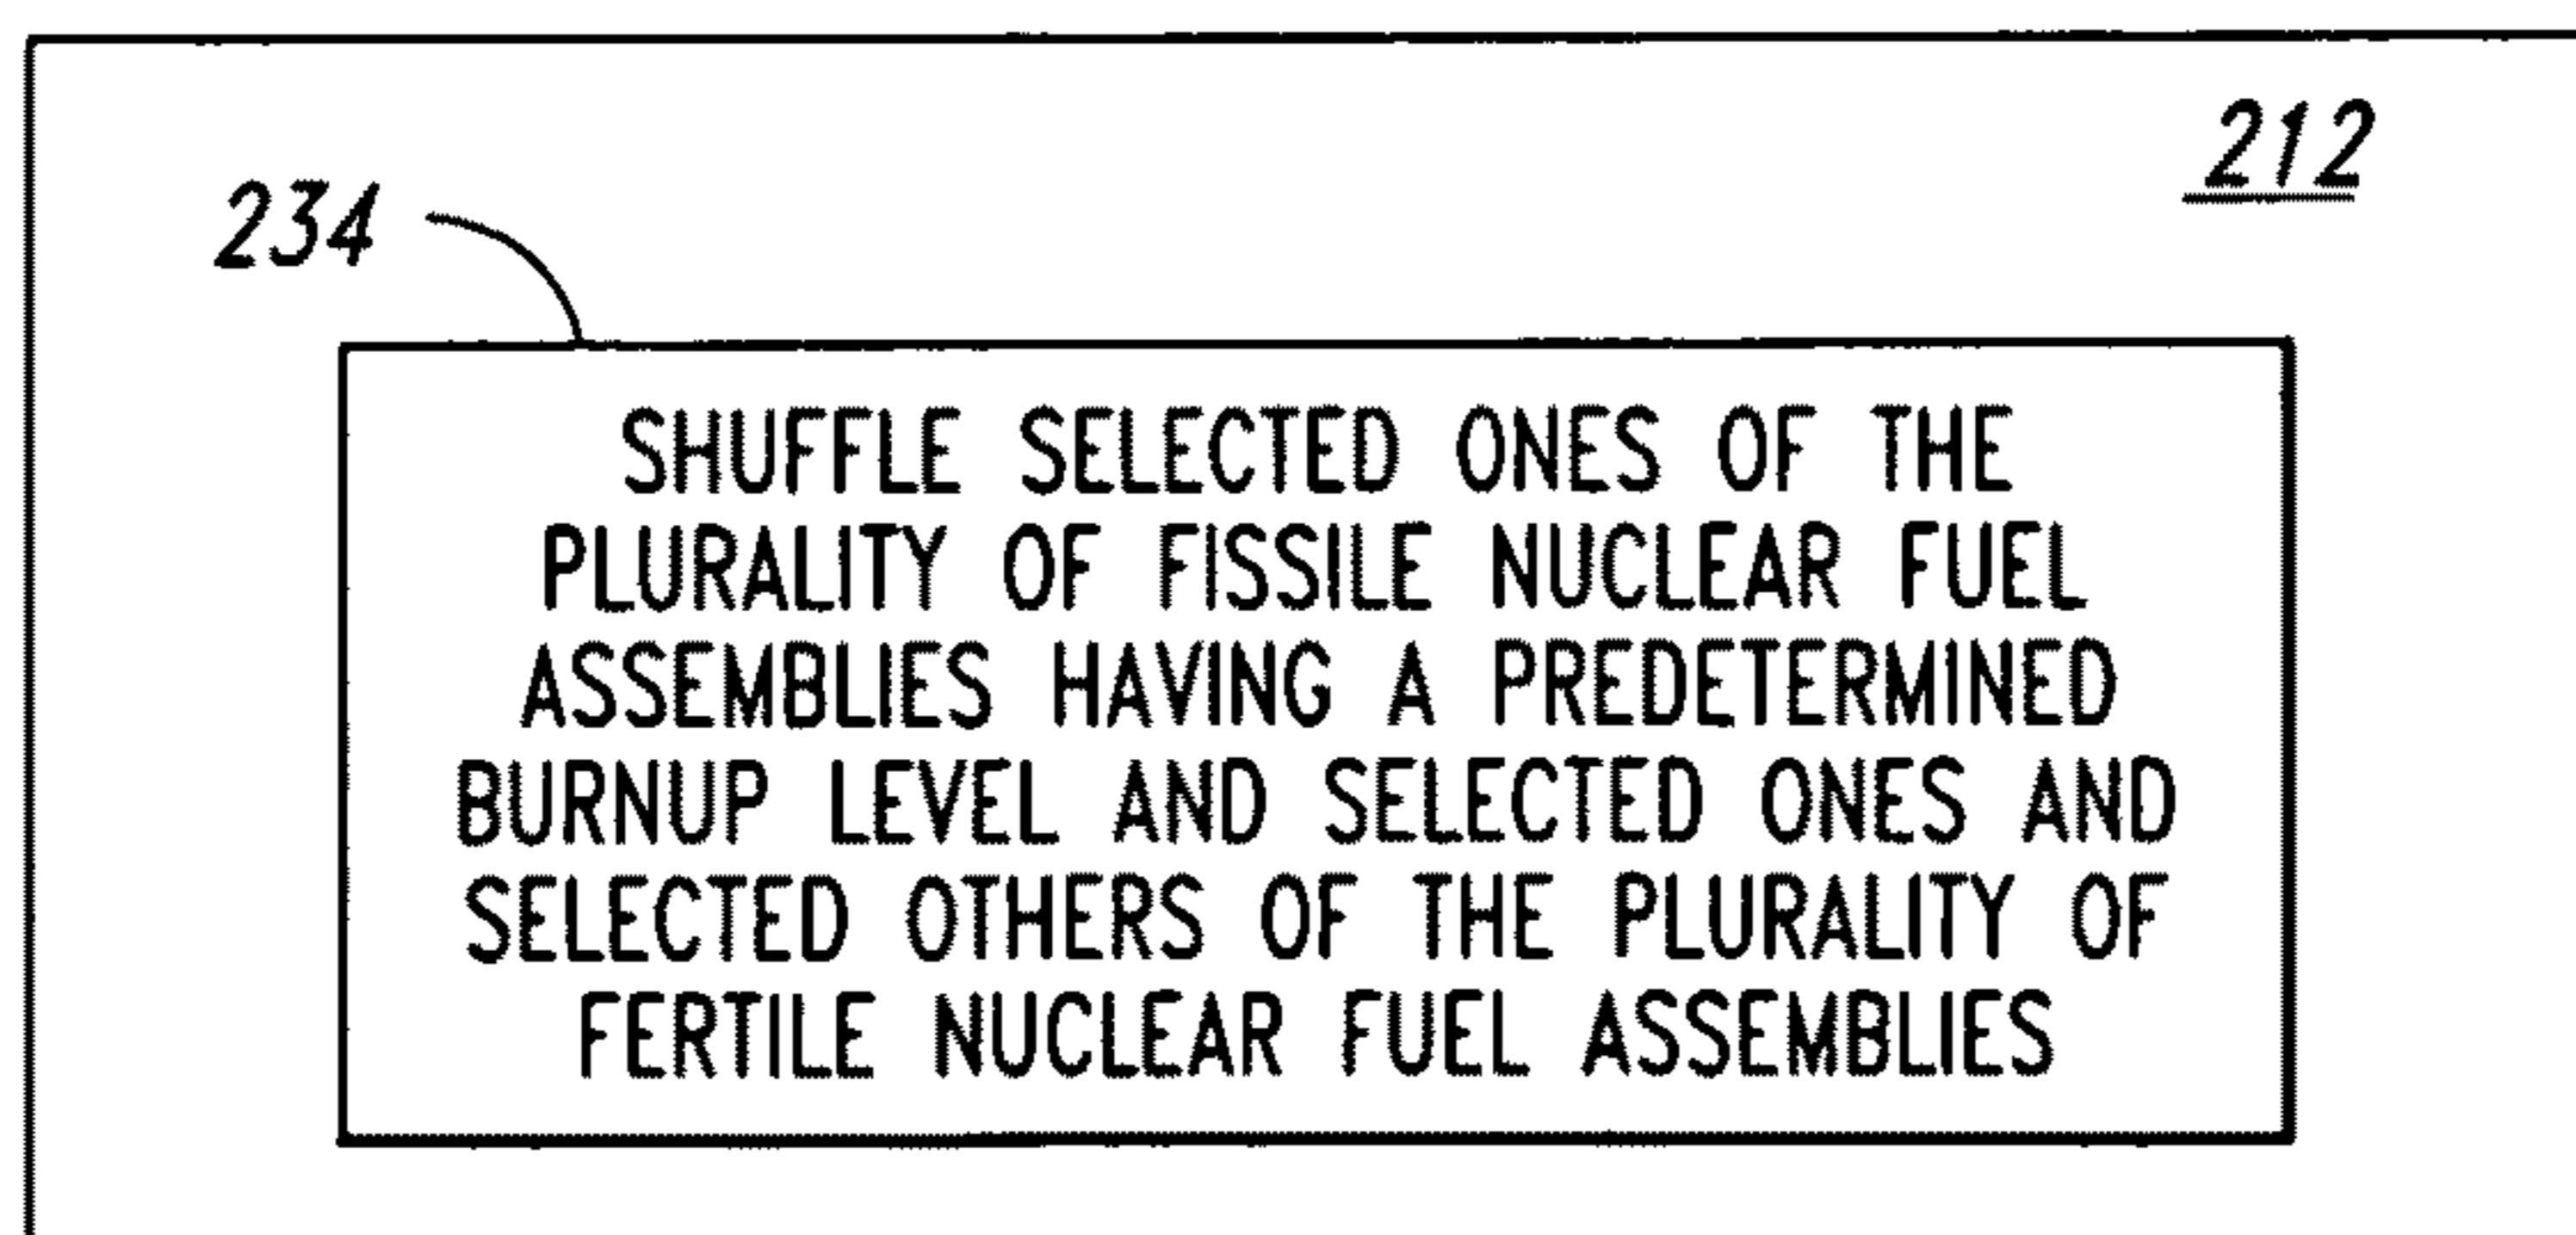 212
234
SHUFFLE SELECTED ONES OF THE
PLURALITY OF FISSILE NUCLEAR FUEL
ASSEMBLIES HAVING A PREDETERMINED
BURNUP LEVEL AND SELECTED ONES AND
SELECTED OTHERS OF THE PLURALITY OF
FERTILE NUCLEAR FUEL ASSEMBLIES